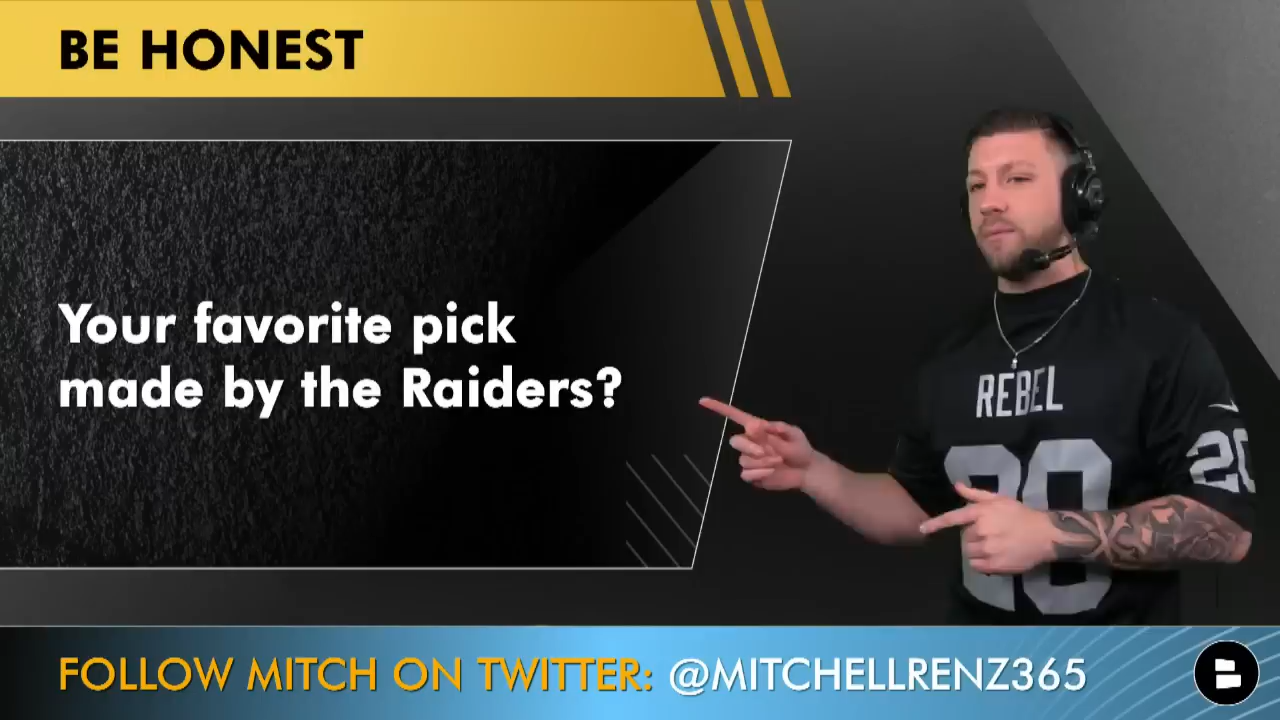 BE HONEST
Your favorite pick
made by the Raiders?
REBEL
20
20
FOLLOW MITCH ON TWITTER: @MITCHELLRENZ365